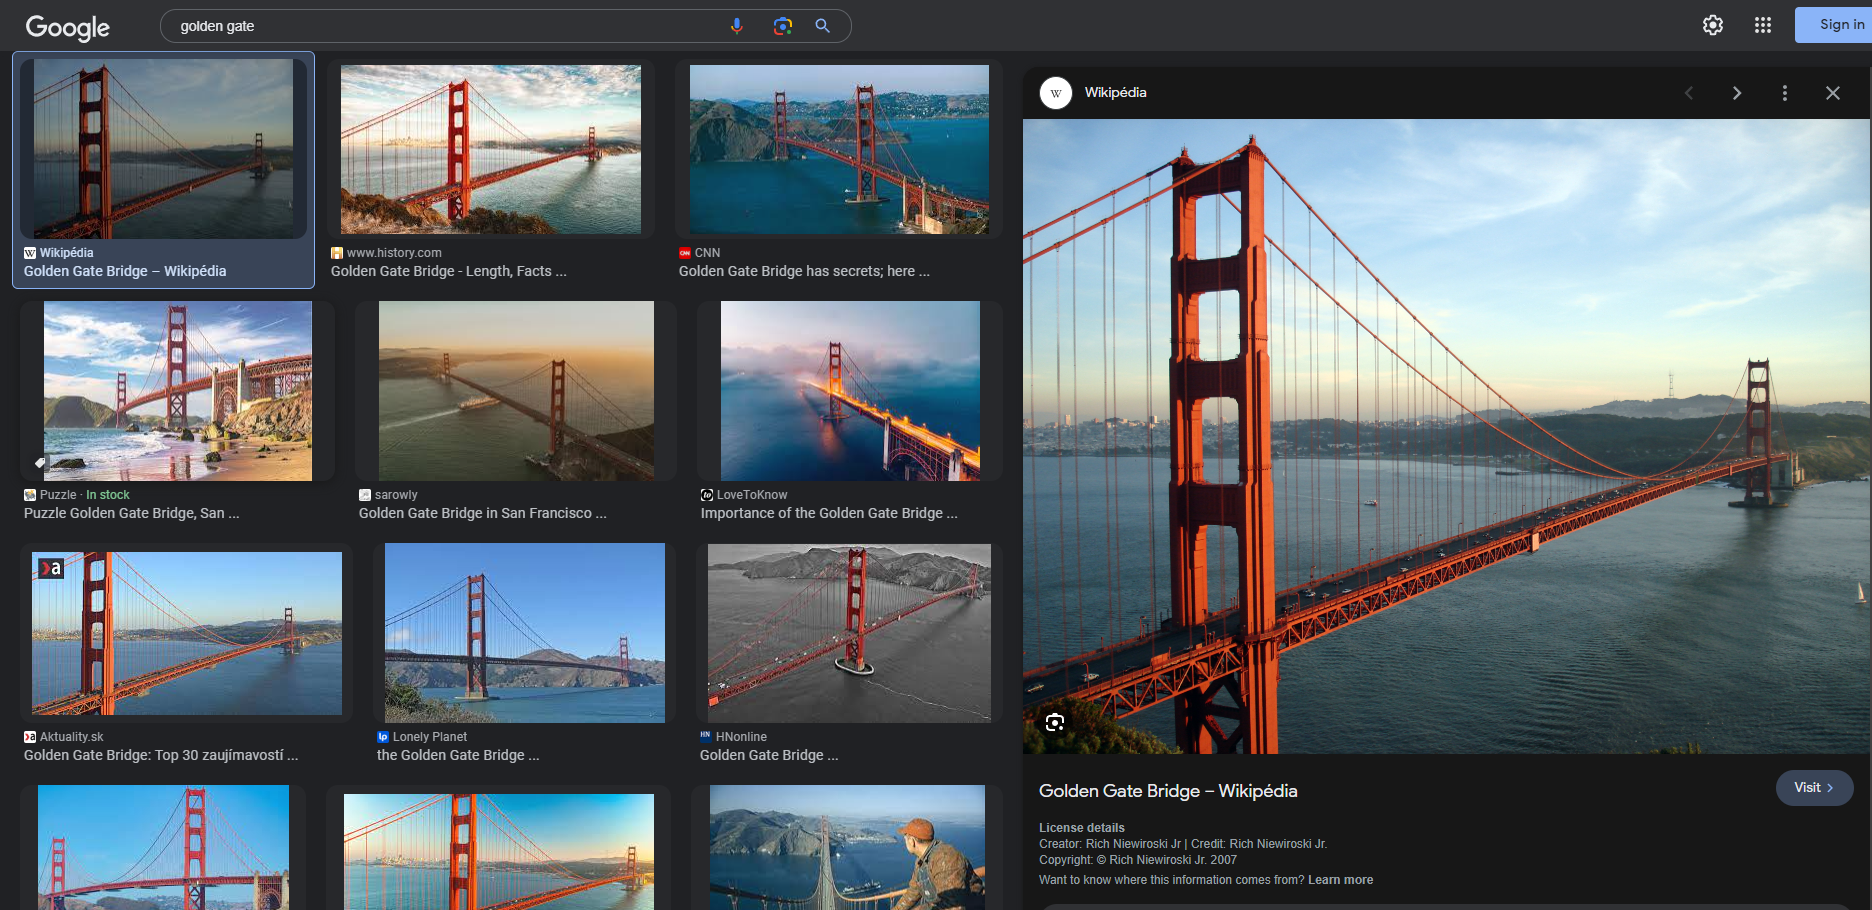 Google
golden gate
Sign in
Wikipédia
Golden Gate Bridge – Wikipédia
www.history.com
Golden Gate Bridge - Length, Facts ...
CNN
Golden Gate Bridge has secrets; here ...
Puzzle · In stock
Puzzle Golden Gate Bridge, San ...
sarowly
Golden Gate Bridge in San Francisco ...
LoveToKnow
Importance of the Golden Gate Bridge ...
a
Aktuality.sk
Golden Gate Bridge: Top 30 zaujímavostí ...
lp Lonely Planet
the Golden Gate Bridge ...
HN HNonline
Golden Gate Bridge ...
W
Wikipédia
Golden Gate Bridge – Wikipédia
Visit
License details
Creator: Rich Niewiroski Jr | Credit: Rich Niewiroski Jr.
Copyright: © Rich Niewiroski Jr. 2007
Want to know where this information comes from? Learn more